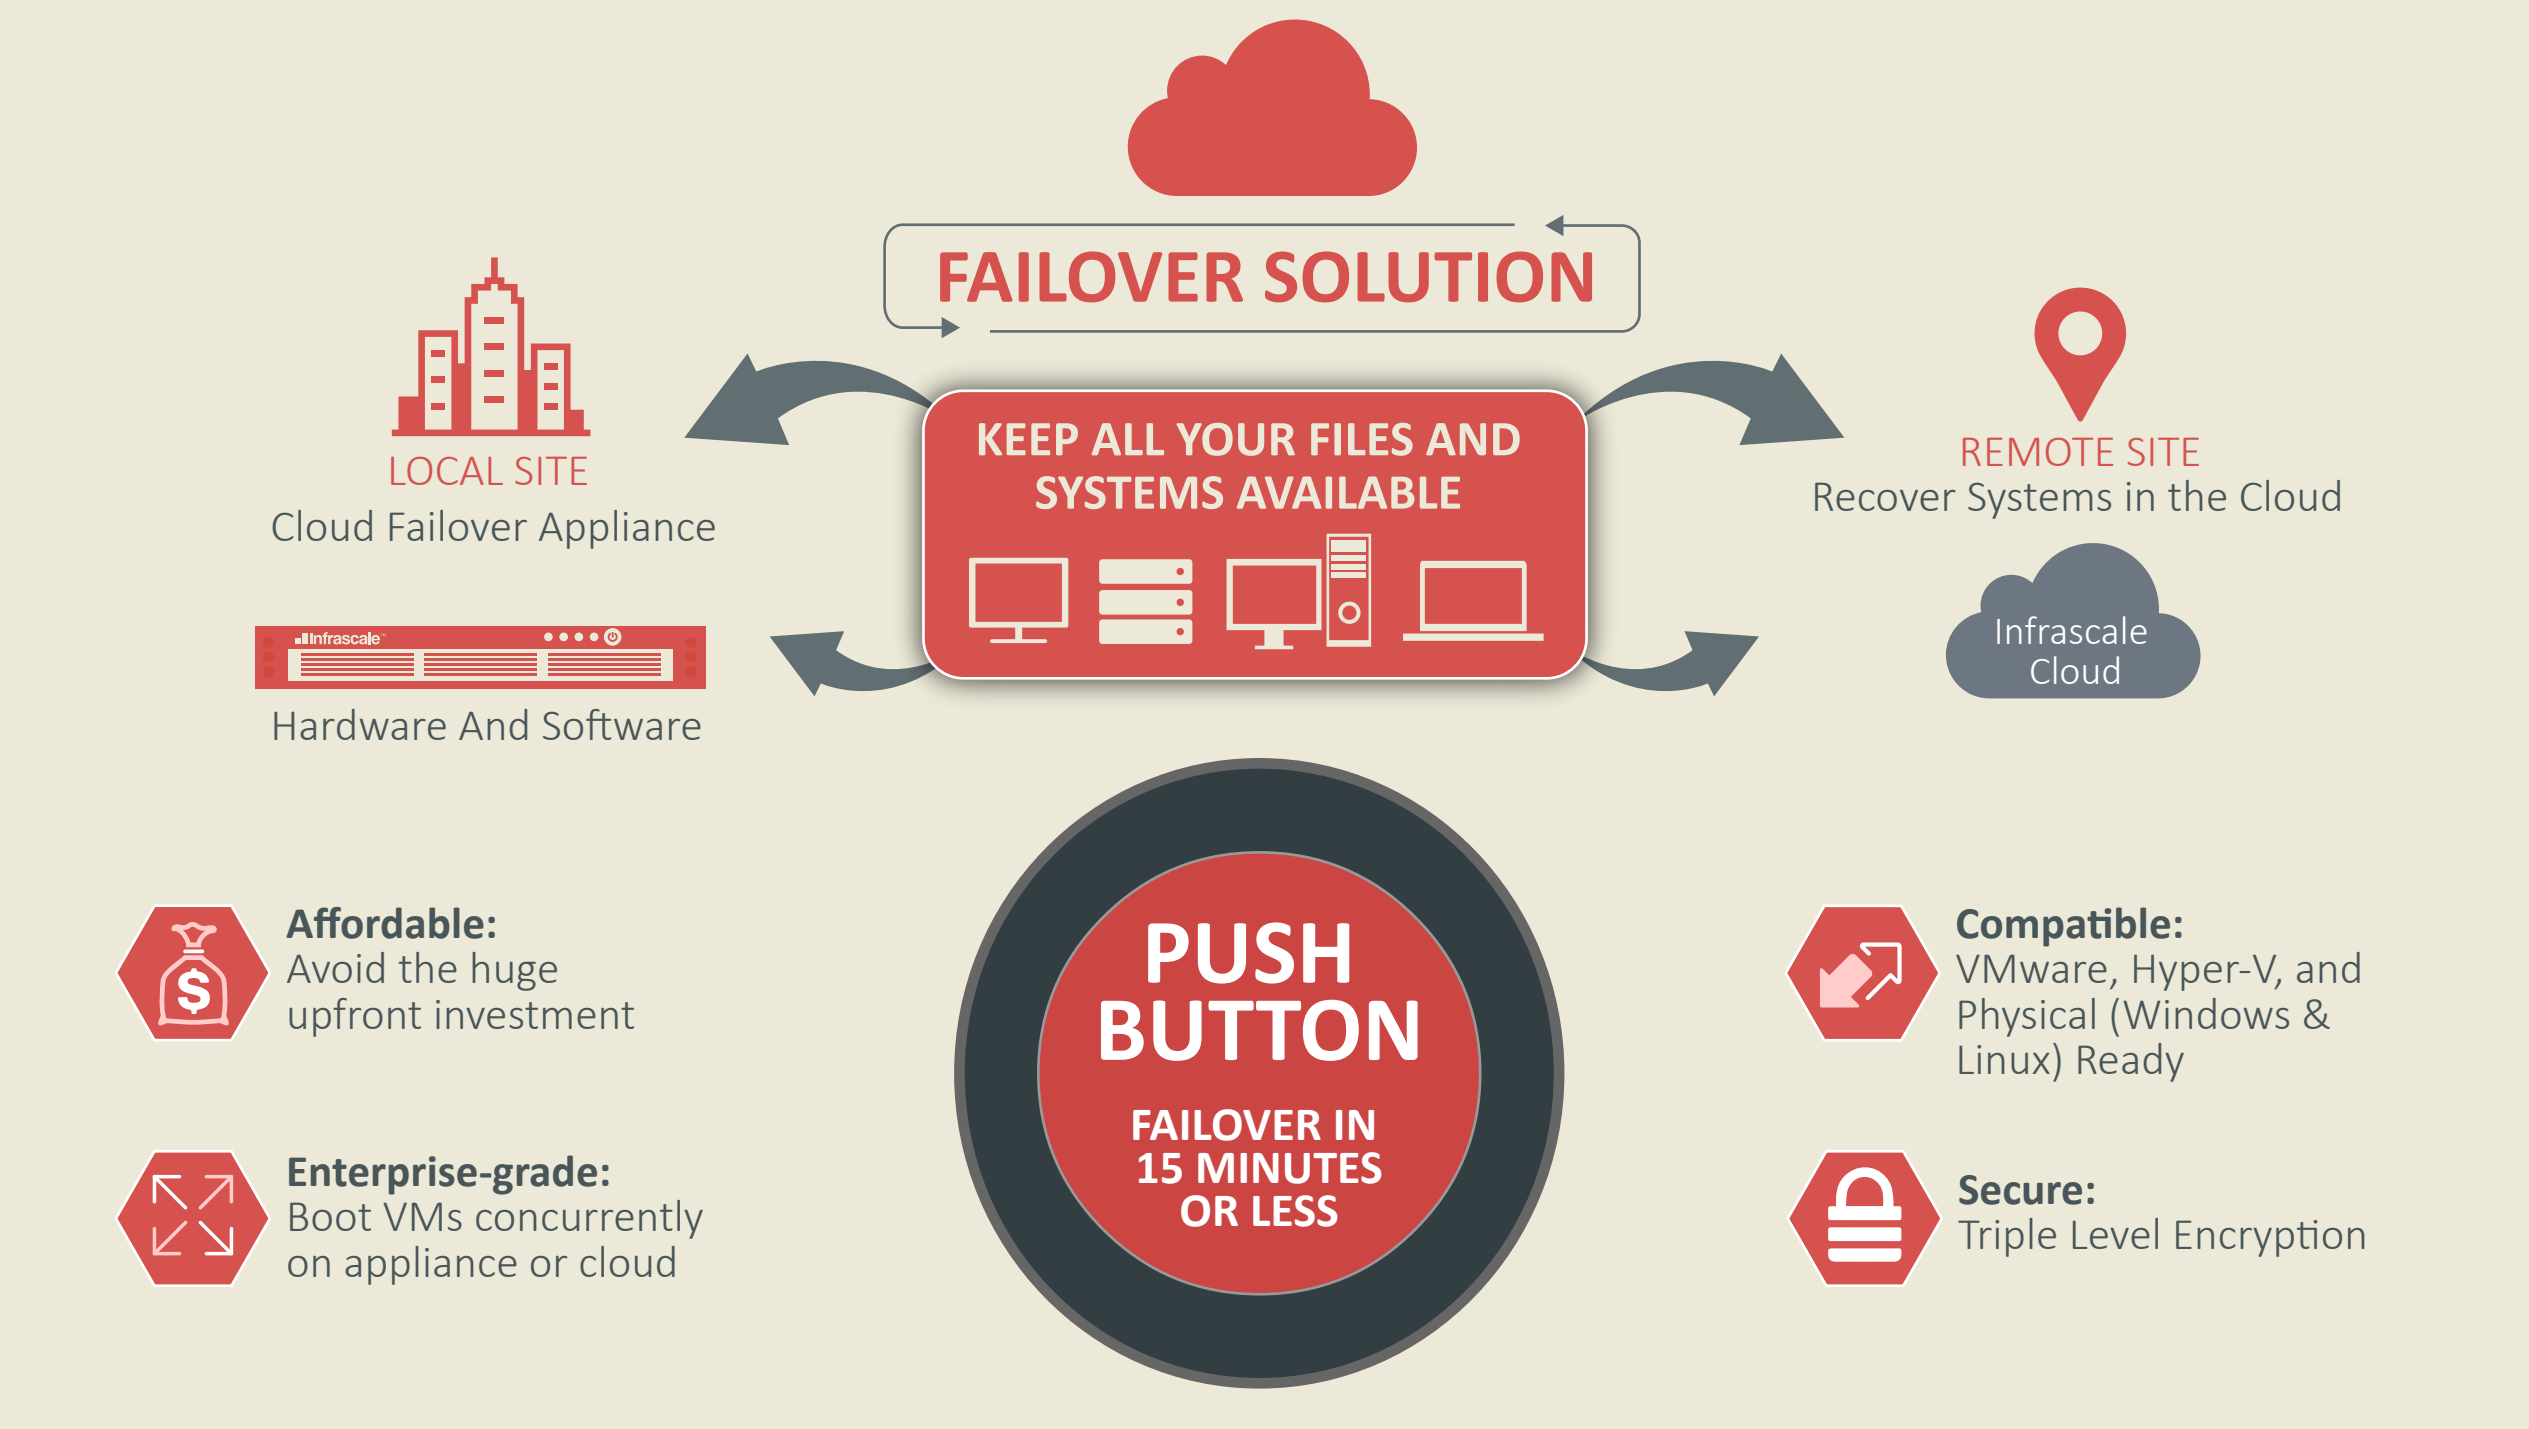 FAILOVER SOLUTION
LOCAL SITE
Cloud Failover Appliance
Infrascale™
Hardware And Software
KEEP ALL YOUR FILES AND
SYSTEMS AVAILABLE
REMOTE SITE
Recover Systems in the Cloud
Infrascale
Cloud
Affordable:
Avoid the huge
upfront investment
Enterprise-grade:
Boot VMs concurrently
on appliance or cloud
PUSH
BUTTON
FAILOVER IN
15 MINUTES
OR LESS
Compatible:
VMware, Hyper-V, and
Physical (Windows &
Linux) Ready
Secure:
Triple Level Encryption